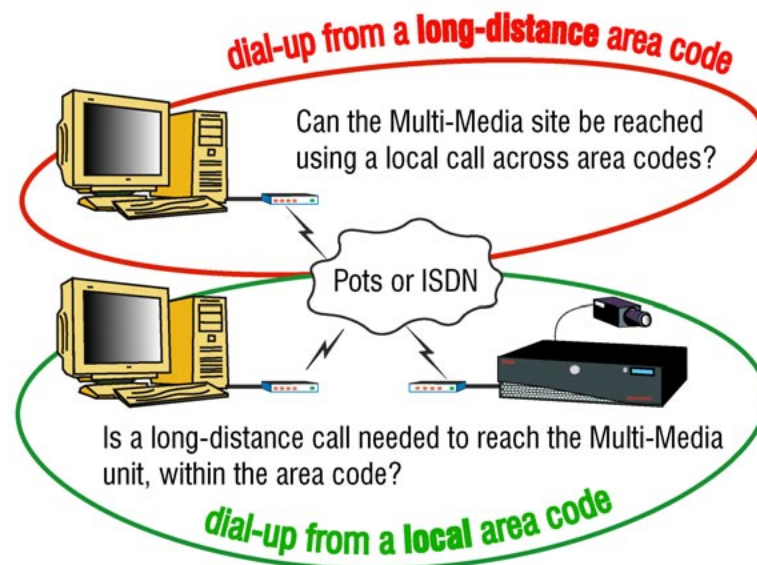 dial-up from a long-distance area code
Can the Multi-Media site be reached
using a local call across area codes?
Pots or ISDN
Is a long-distance call needed to reach the Multi-Media
unit, within the area code?
dial-up from a local area code